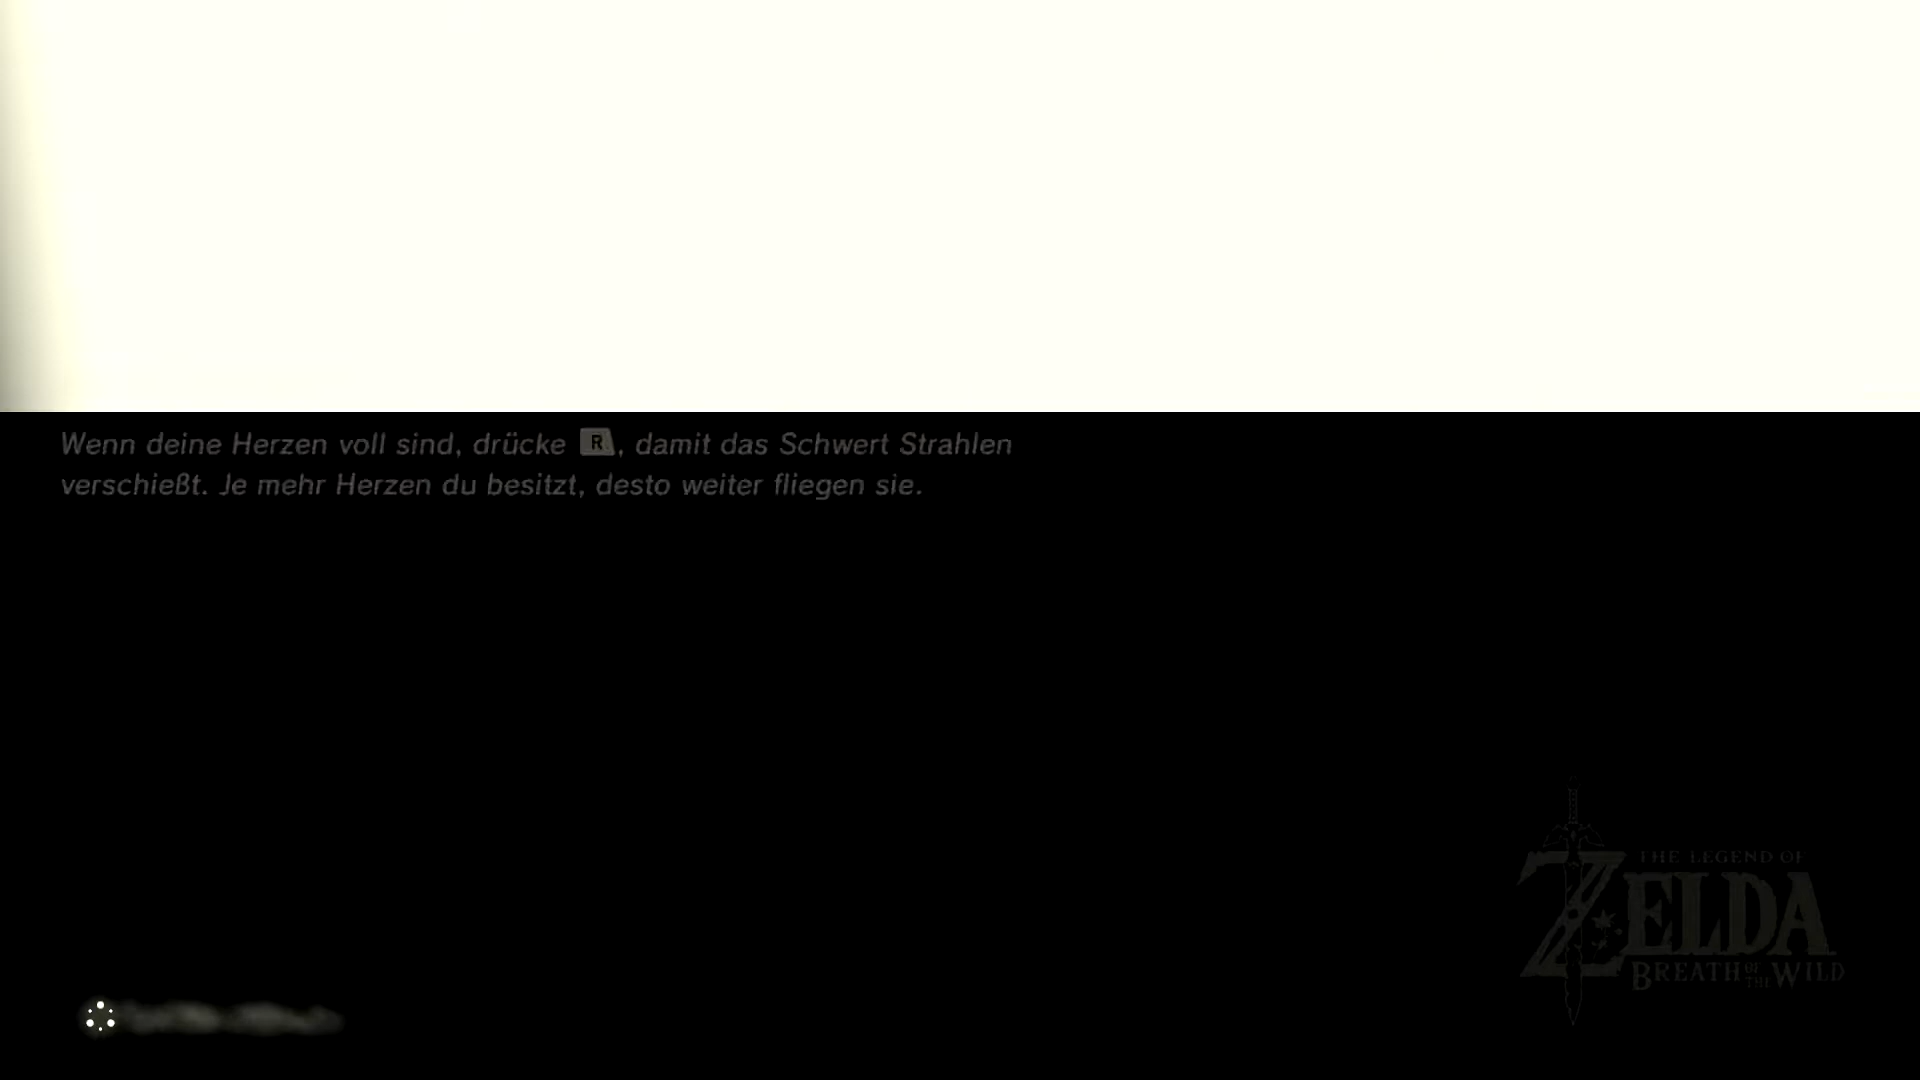 Wenn deine Herzen voll sind, drücke R, damit das Schwert Strahlen
verschießt. Je mehr Herzen du besitzt, desto weiter fliegen sie.
THE LEGEND OF
ZELDA
BREATH OF THE WILD